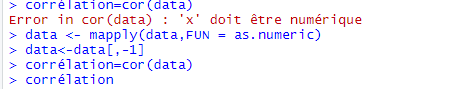 > corrélation=cor(data)
Error in cor(data) : 'x' doit être numérique
> data <- mapply(data,FUN = as.numeric)
> data<-data[,-1]
> corrélation=cor(data)
> corrélation